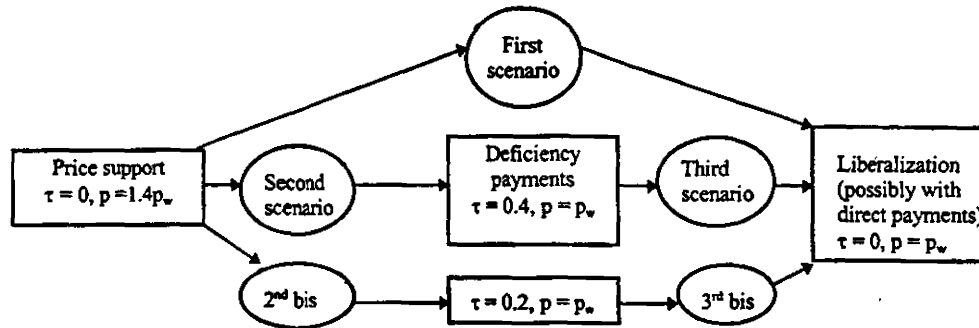 First
scenario
Price support
τ = 0, p =1.4p_w
Second
scenario
Deficiency
payments
τ = 0.4, p = p_w
Third
scenario
Liberalization
(possibly with
direct payments)
τ = 0, p = p_w
2nd bis
τ = 0.2, p = p_w
3rd bis